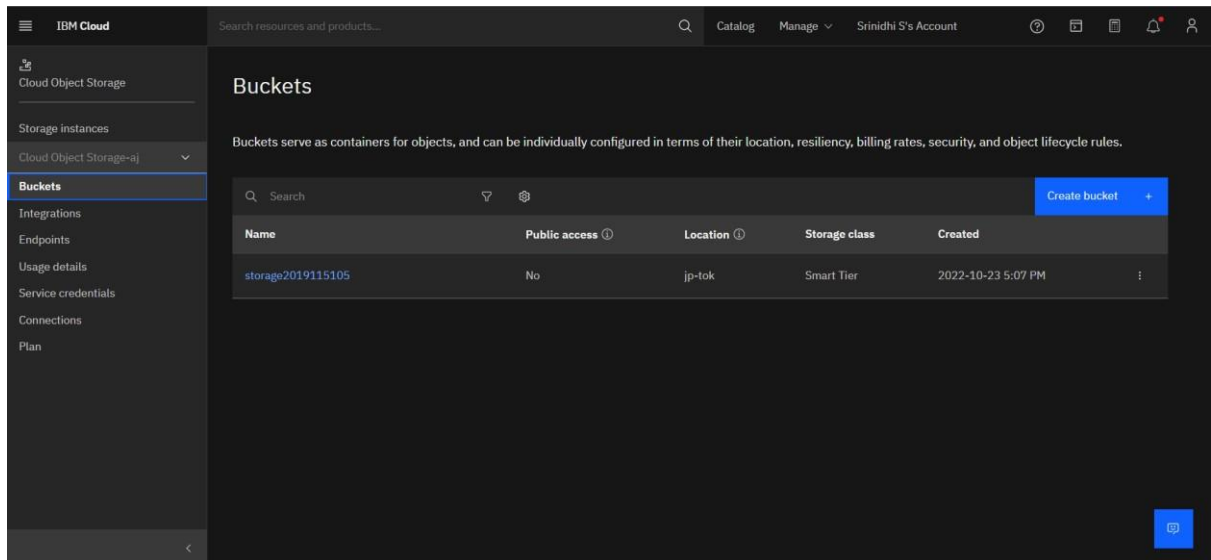 IBM Cloud
Search resources and products...
Catalog
Manage
Srinidhi S's Account
Cloud Object Storage
Storage instances
Cloud Object Storage-aj
Buckets
Integrations
Endpoints
Usage details
Service credentials
Connections
Plan
Buckets
Buckets serve as containers for objects, and can be individually configured in terms of their location, resiliency, billing rates, security, and object lifecycle rules.
Search
Create bucket +
Name Public access Location Storage class Created
storage2019115105 No jp-tok Smart Tier 2022-10-23 5:07 PM